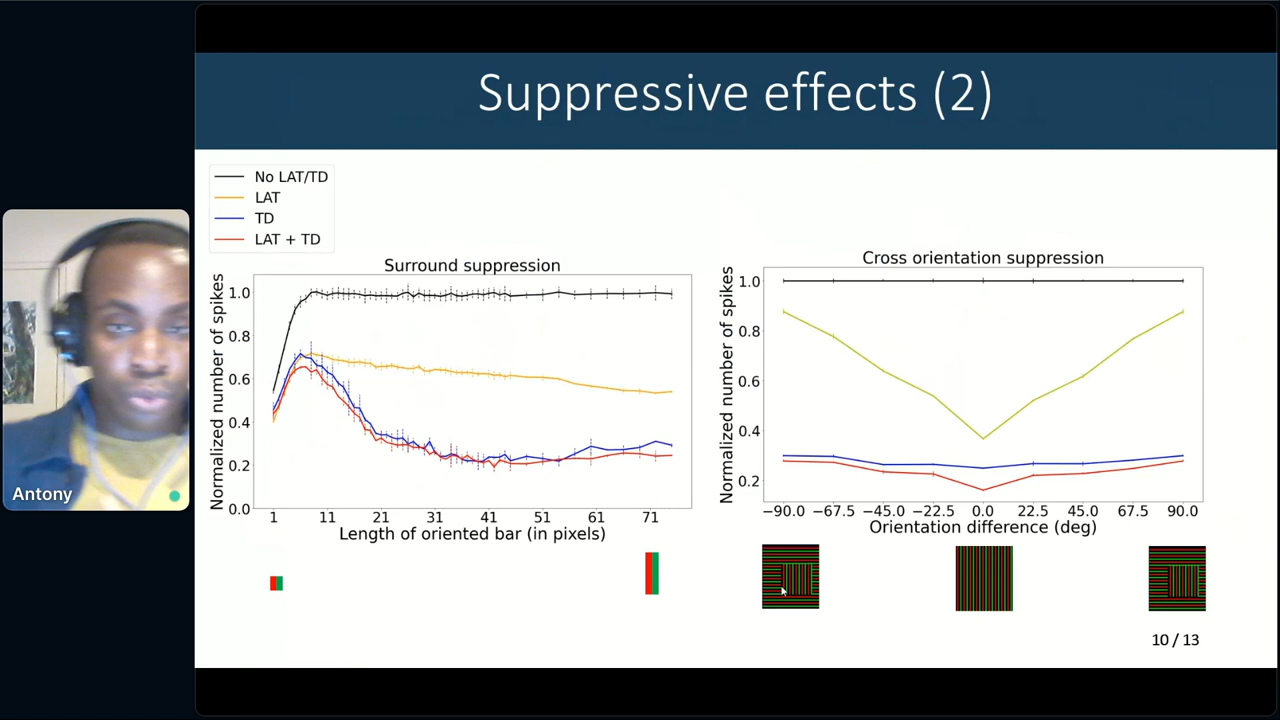 Suppressive effects (2)
No LAT/TD
LAT
TD
LAT + TD
Surround suppression
Normalized number of spikes
1.0
0.8
0.6
0.4
0.2
0.0
1 11 21 31 41 51 61 71
Length of oriented bar (in pixels)
Cross orientation suppression
Normalized number of spikes
1.0
0.8
0.6
0.4
0.2
−90.0 −67.5 −45.0 −22.5 0.0 22.5 45.0 67.5 90.0
Orientation difference (deg)
Antony
10 / 13